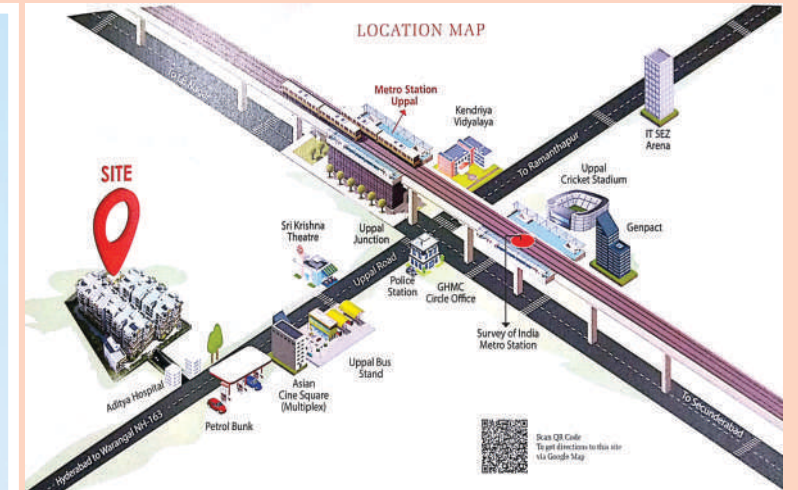 LOCATION MAP
To L.B. Nagar
Metro Station
Uppal
Kendriya
Vidyalaya
IT SEZ
Arena
To Ramanthapur
SITE
Uppal
Cricket Stadium
Genpact
Sri Krishna
Theatre
Uppal
Junction
Uppal Road
Police
Station
GHMC
Circle Office
Survey of India
Metro Station
Uppal Bus
Stand
Asian
Cine Square
(Multiplex)
Aditya Hospital
Petrol Bunk
Hyderabad to Warangal NH-163
To Secunderabad
Scan QR Code
To get directions to this site
via Google Map